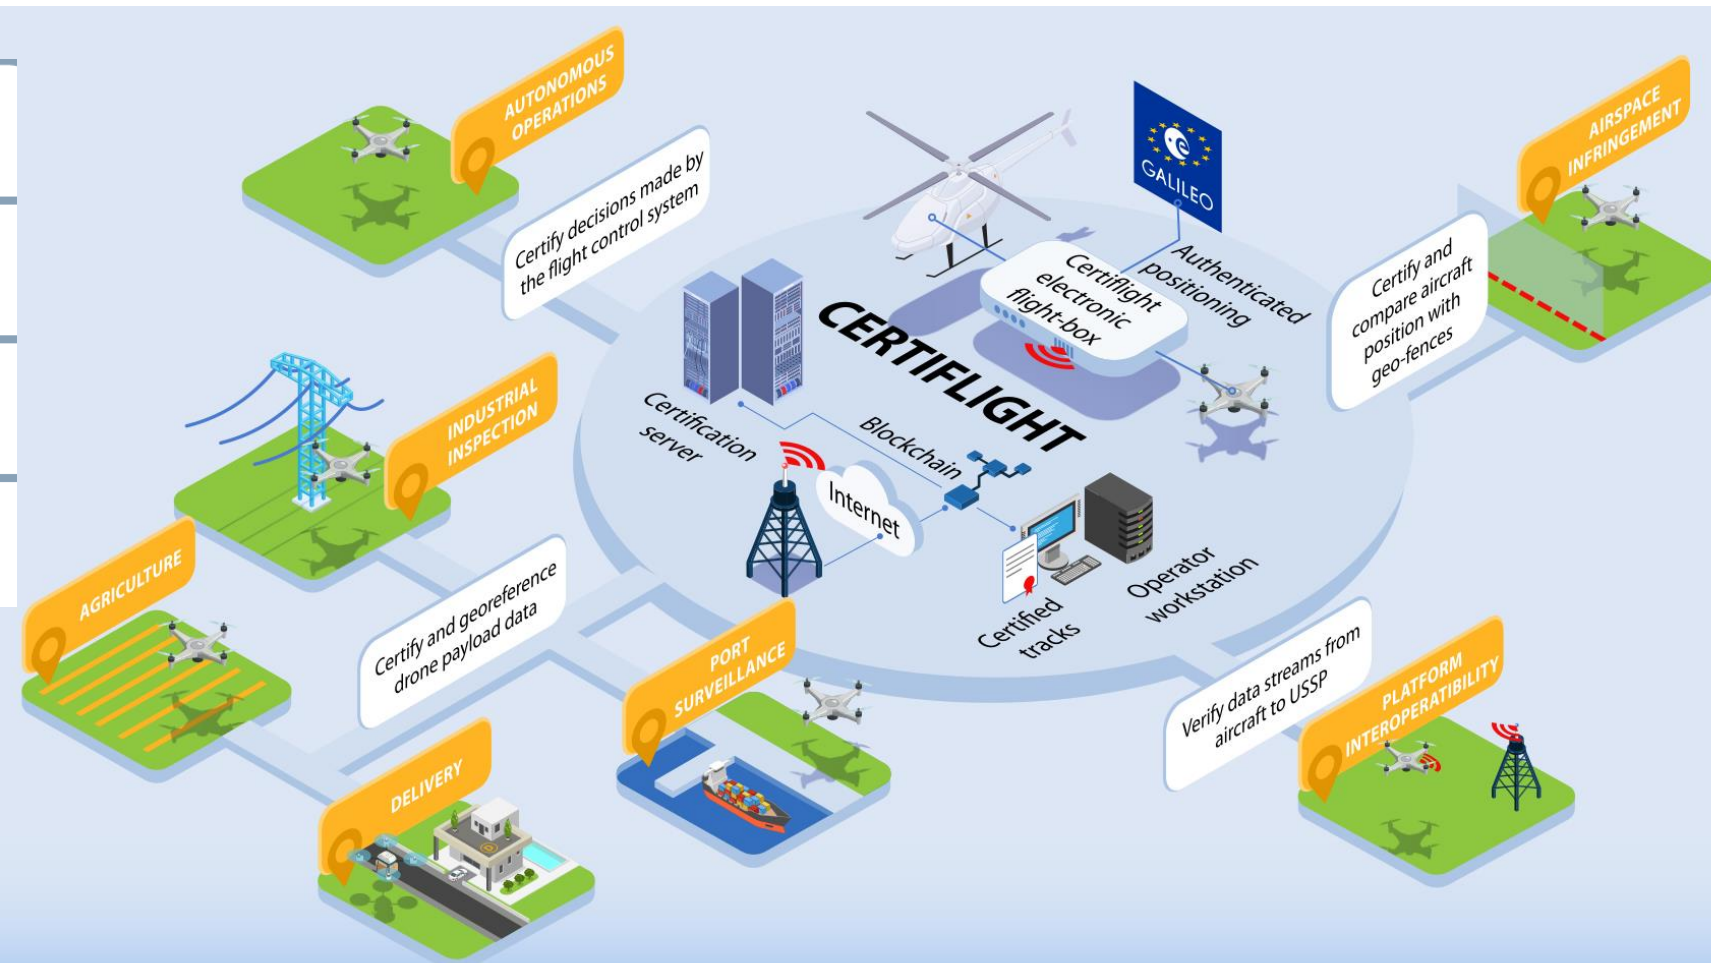 AUTONOMOUS
OPERATIONS
Certify decisions made by
the flight control system
GALILEO
Authenticated
positioning
Certiflight
electronic
flight-box
CERTIFLIGHT
AIRSPACE
INFRINGEMENT
Certify and
compare aircraft
position with
geo-fences
INDUSTRIAL
INSPECTION
Certification
server
Blockchain
Internet
Certified
tracks
Operator
workstation
AGRICULTURE
Certify and georeference
drone payload data
DELIVERY
PORT
SURVEILLANCE
Verify data streams from
aircraft to USSP
PLATFORM
INTEROPERATIBILITY